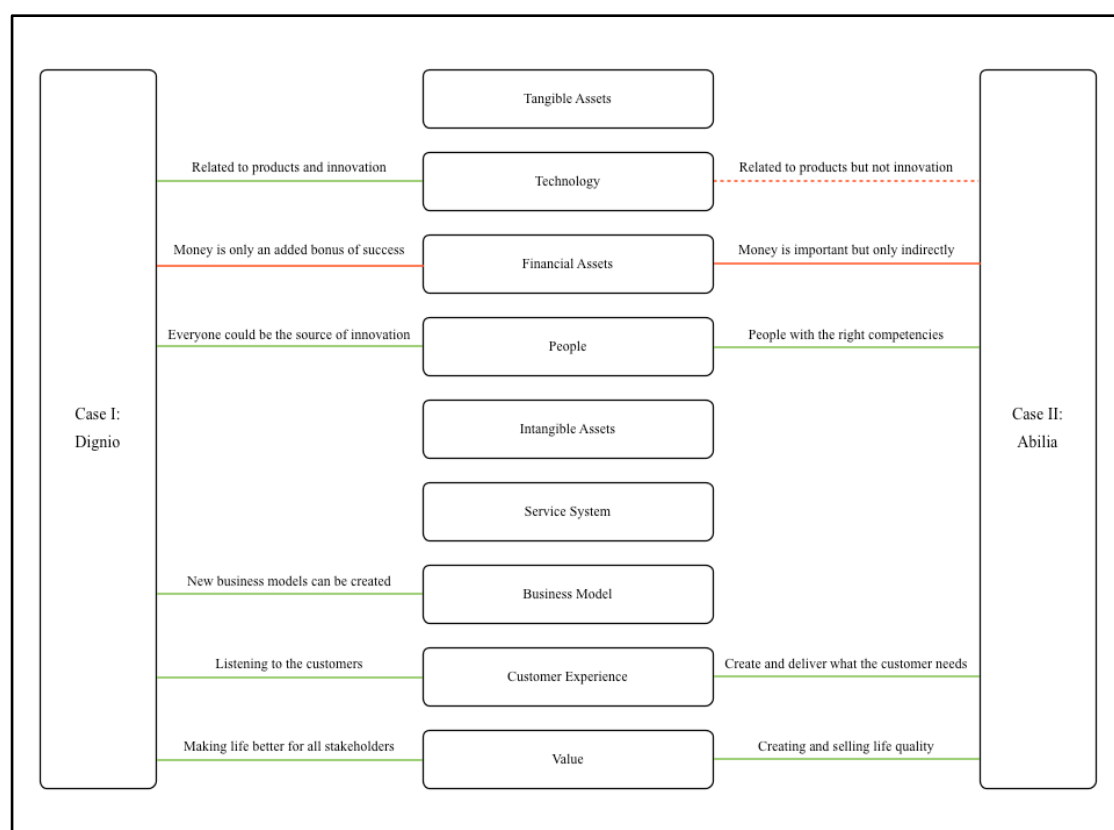 Tangible Assets
Related to products and innovation
Technology
Related to products but not innovation
Money is only an added bonus of success
Financial Assets
Money is important but only indirectly
Everyone could be the source of innovation
People
People with the right competencies
Case I:
Dignio
Intangible Assets
Case II:
Abilia
Service System
New business models can be created
Business Model
Listening to the customers
Customer Experience
Create and deliver what the customer needs
Making life better for all stakeholders
Value
Creating and selling life quality